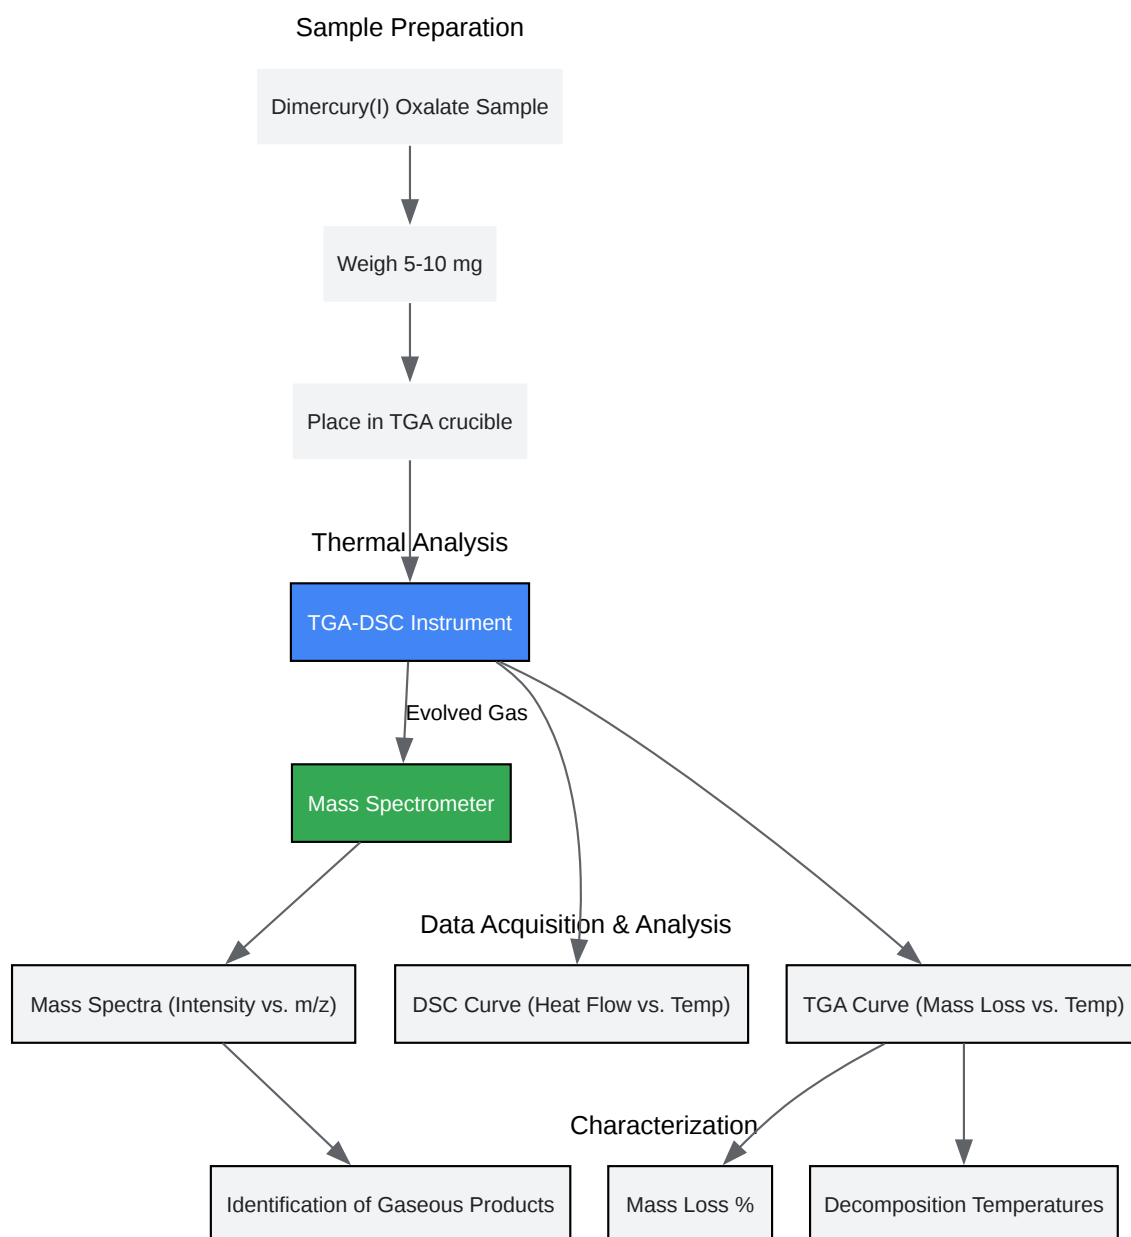 Sample Preparation
Dimercury(I) Oxalate Sample
Weigh 5-10 mg
Place in TGA crucible
Thermal Analysis
TGA-DSC Instrument
Evolved Gas
Mass Spectrometer
Data Acquisition & Analysis
Mass Spectra (Intensity vs. m/z)
DSC Curve (Heat Flow vs. Temp)
TGA Curve (Mass Loss vs. Temp)
Characterization
Identification of Gaseous Products
Mass Loss %
Decomposition Temperatures